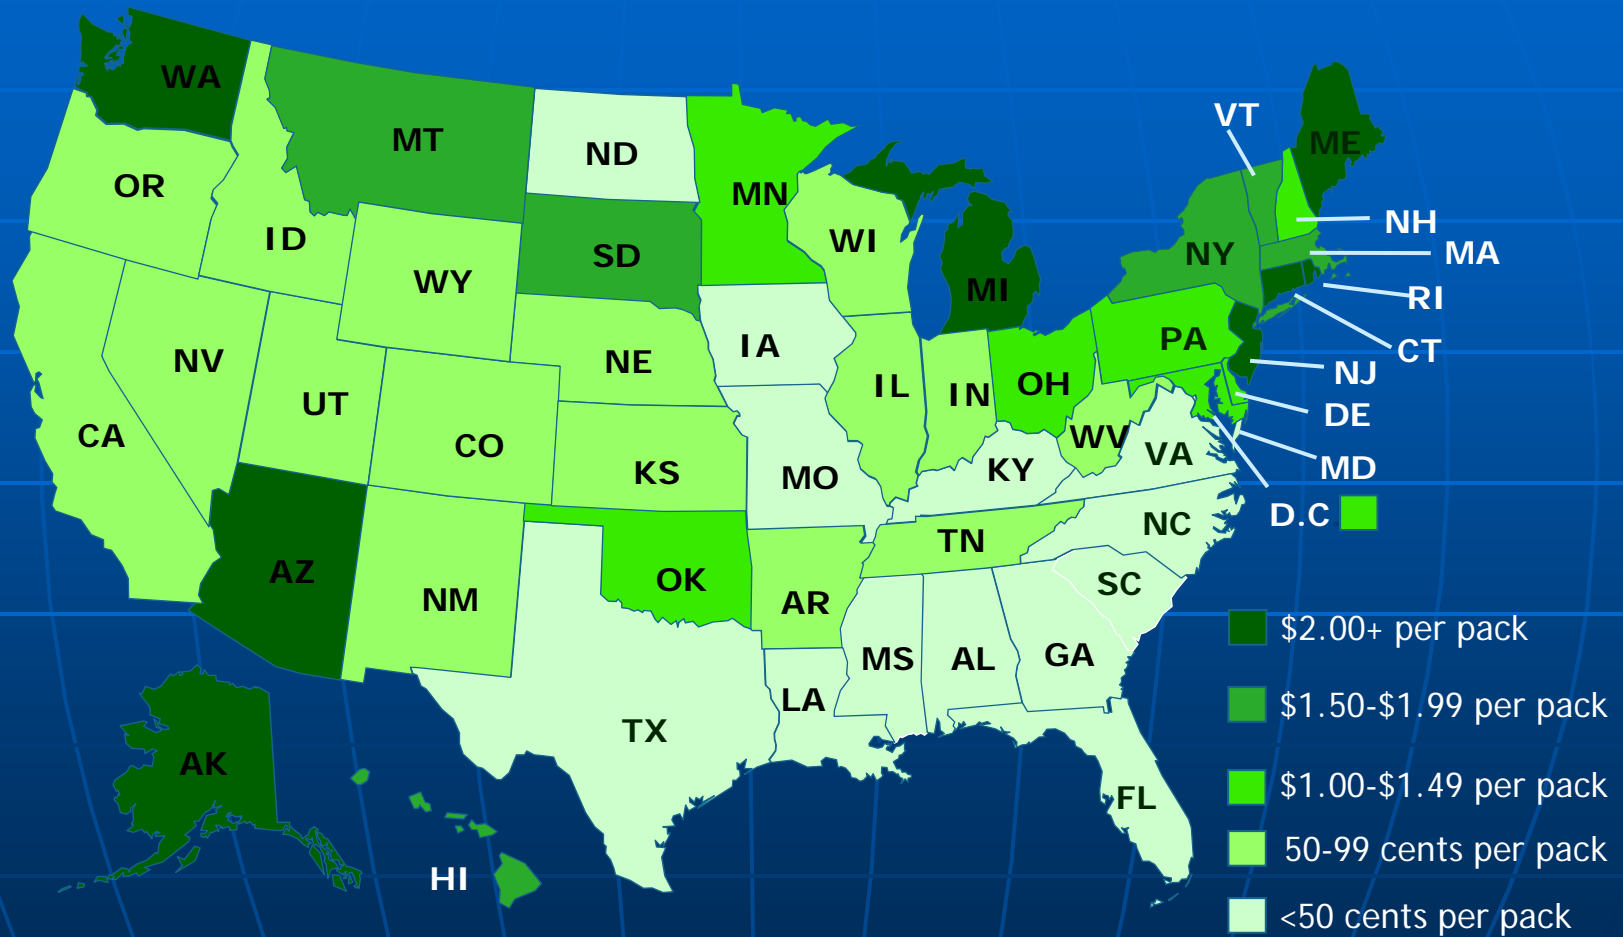 WA
MT
ND
MN
VT
ME
OR
ID
WY
SD
WI
MI
NY
NH
MA
RI
CT
NV
UT
NE
IA
IL
IN
OH
PA
NJ
DE
CA
CO
KS
MO
KY
WV
VA
MD
D.C
AZ
NM
OK
AR
TN
NC
SC
TX
LA
MS
AL
GA
FL
AK
HI
$2.00+ per pack
$1.50-$1.99 per pack
$1.00-$1.49 per pack
50-99 cents per pack
<50 cents per pack